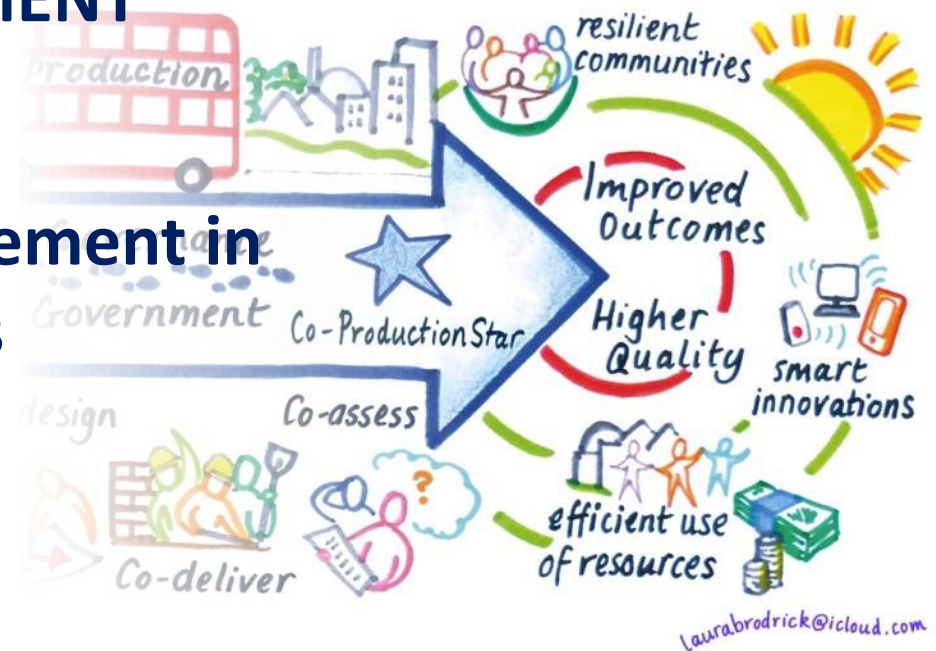 Production
resilient
communities
Improved
Outcomes
ement in
Government
Co-Production Star
Higher
Quality
smart
innovations
design
Co-assess
efficient use
of resources
Co-deliver
laurabrodrick@icloud.com